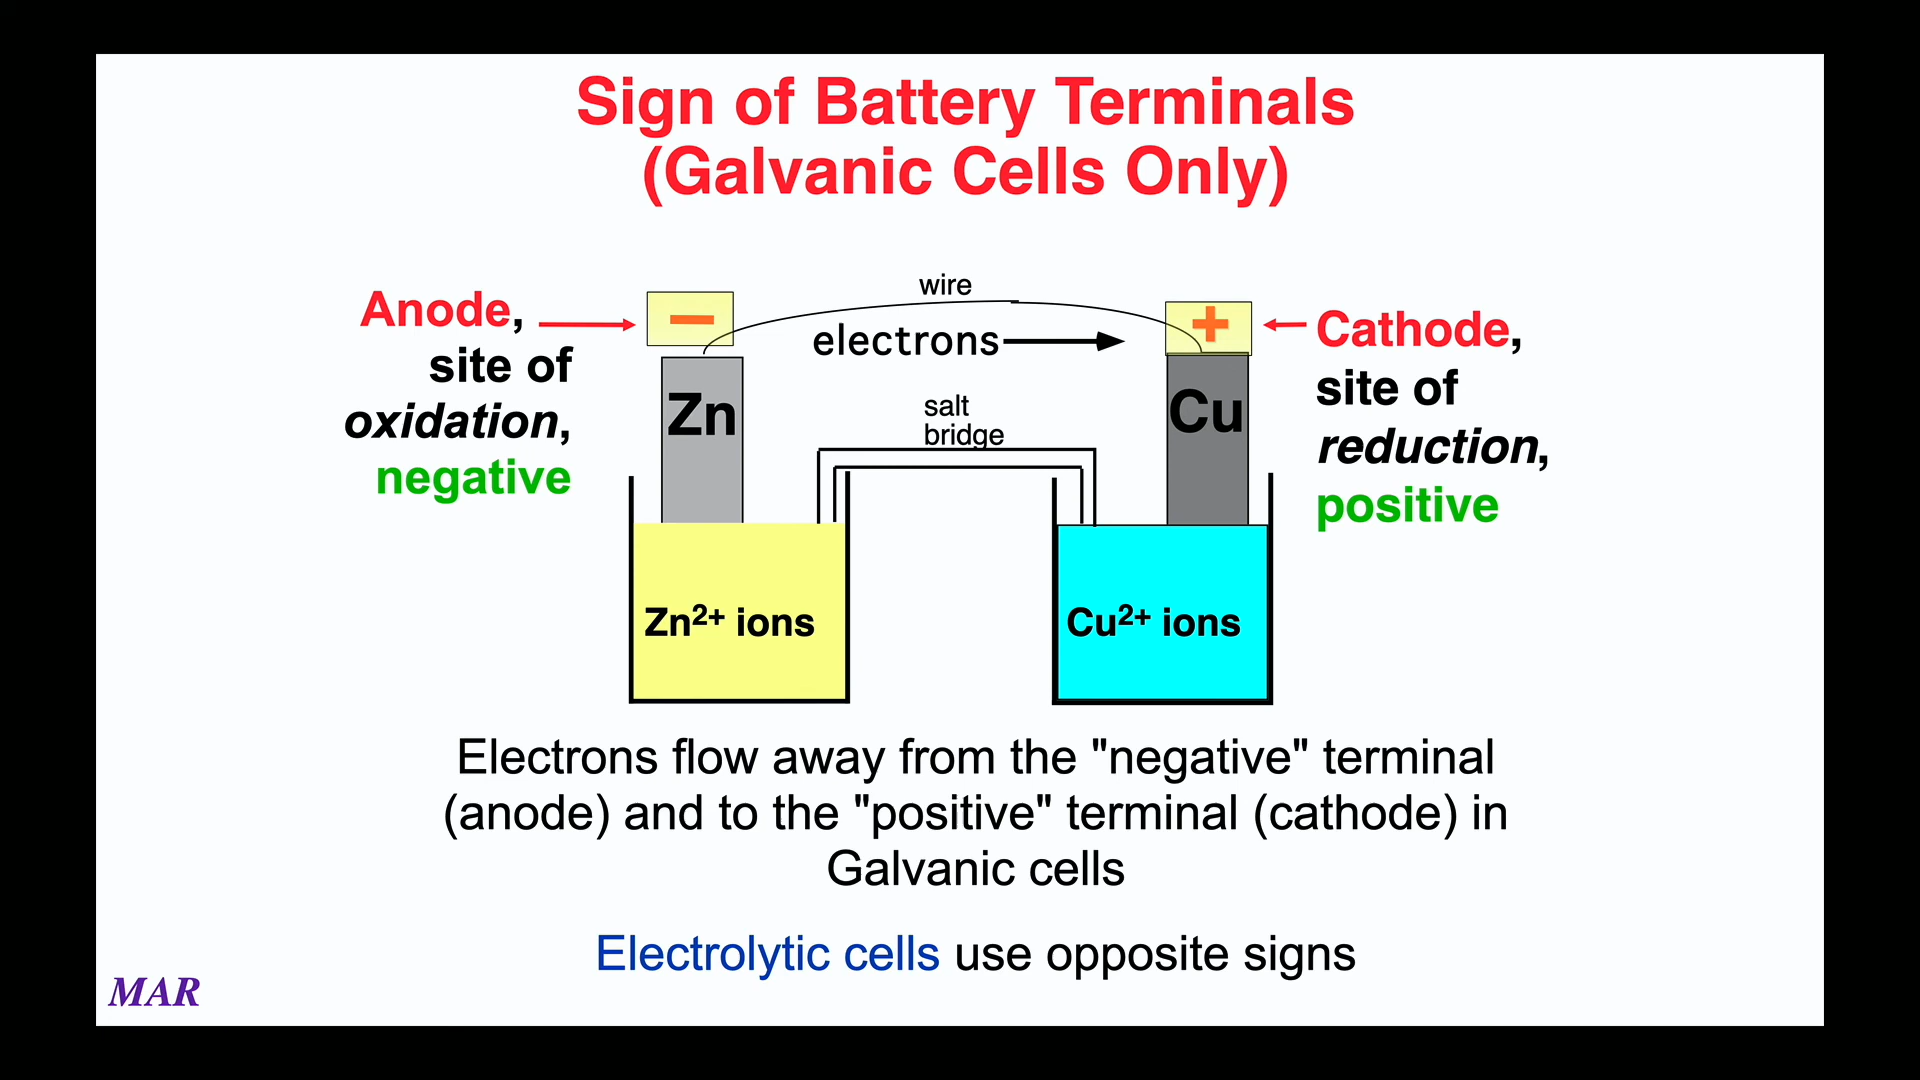 Sign of Battery Terminals
(Galvanic Cells Only)
wire
Anode,
site of
oxidation,
negative
−
electrons
+
Cathode,
site of
reduction,
positive
Zn
Cu
salt
bridge
Zn²⁺ ions
Cu²⁺ ions
Electrons flow away from the "negative" terminal
(anode) and to the "positive" terminal (cathode) in
Galvanic cells
Electrolytic cells use opposite signs
MAR